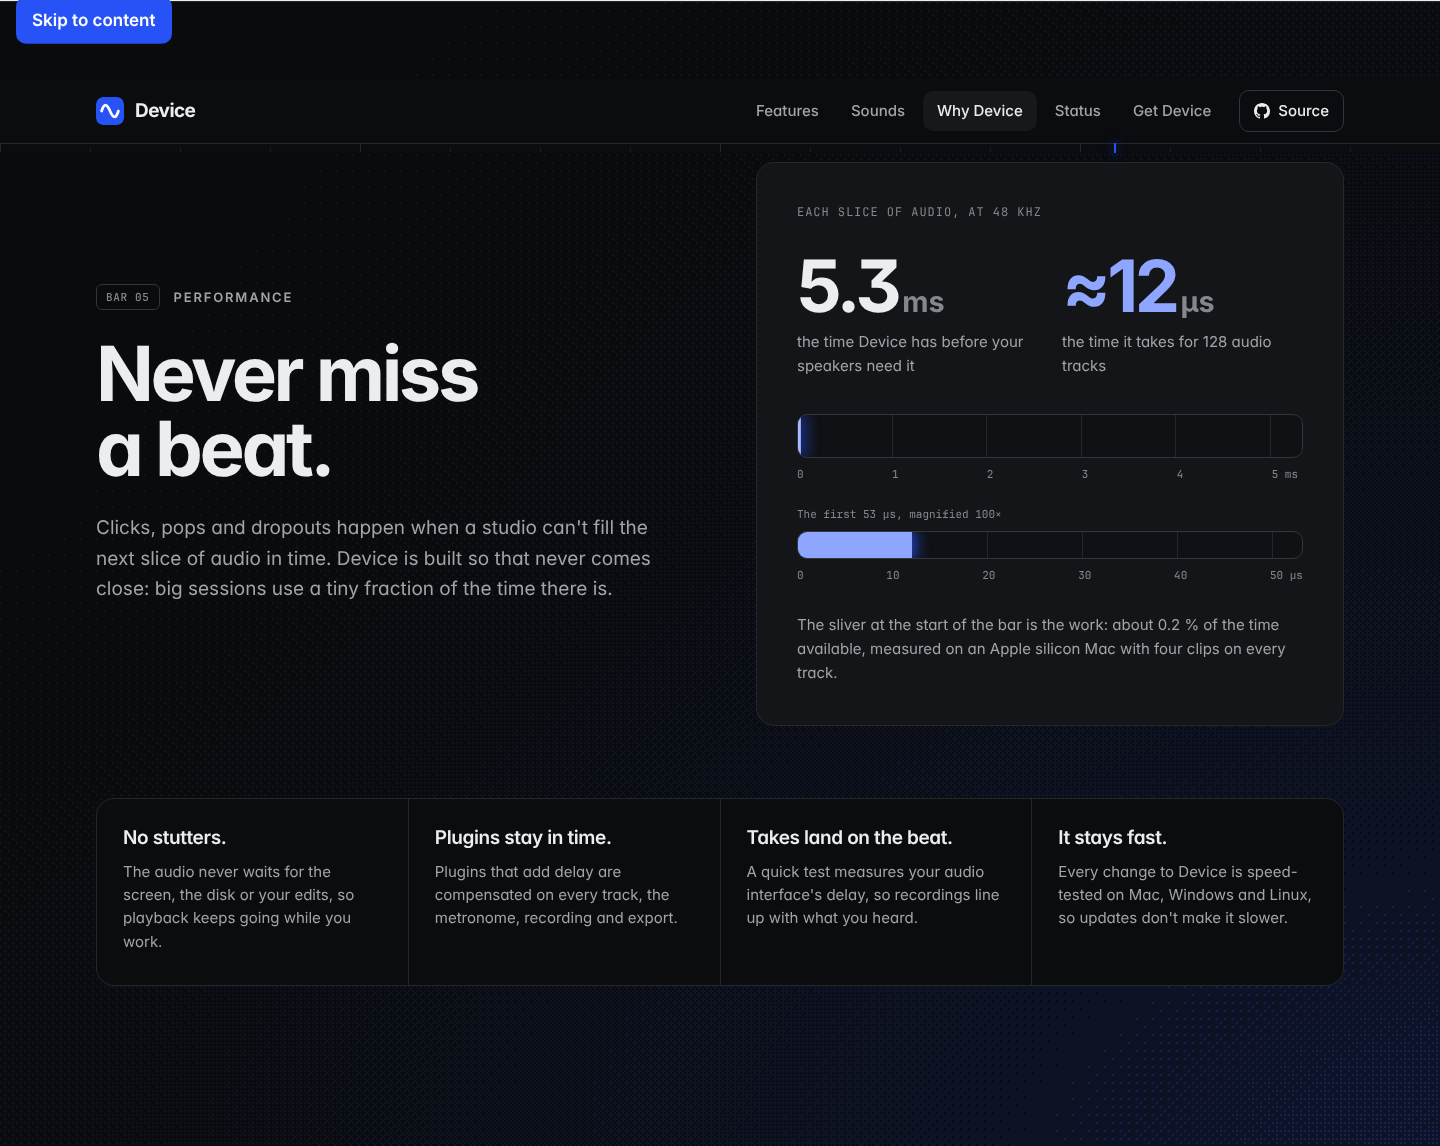 Skip to content
Device
Features
Sounds
Why Device
Status
Get Device
Source
BAR 05
PERFORMANCE
Never miss
a beat.
Clicks, pops and dropouts happen when a studio can't fill the
next slice of audio in time. Device is built so that never comes
close: big sessions use a tiny fraction of the time there is.
EACH SLICE OF AUDIO, AT 48 KHZ
5.3ms
the time Device has before your
speakers need it
≈12µs
the time it takes for 128 audio
tracks
0 1 2 3 4 5 ms
The first 53 µs, magnified 100×
0 10 20 30 40 50 µs
The sliver at the start of the bar is the work: about 0.2 % of the time
available, measured on an Apple silicon Mac with four clips on every
track.
No stutters.
The audio never waits for the
screen, the disk or your edits, so
playback keeps going while you
work.
Plugins stay in time.
Plugins that add delay are
compensated on every track, the
metronome, recording and export.
Takes land on the beat.
A quick test measures your audio
interface's delay, so recordings line
up with what you heard.
It stays fast.
Every change to Device is speed-
tested on Mac, Windows and Linux,
so updates don't make it slower.